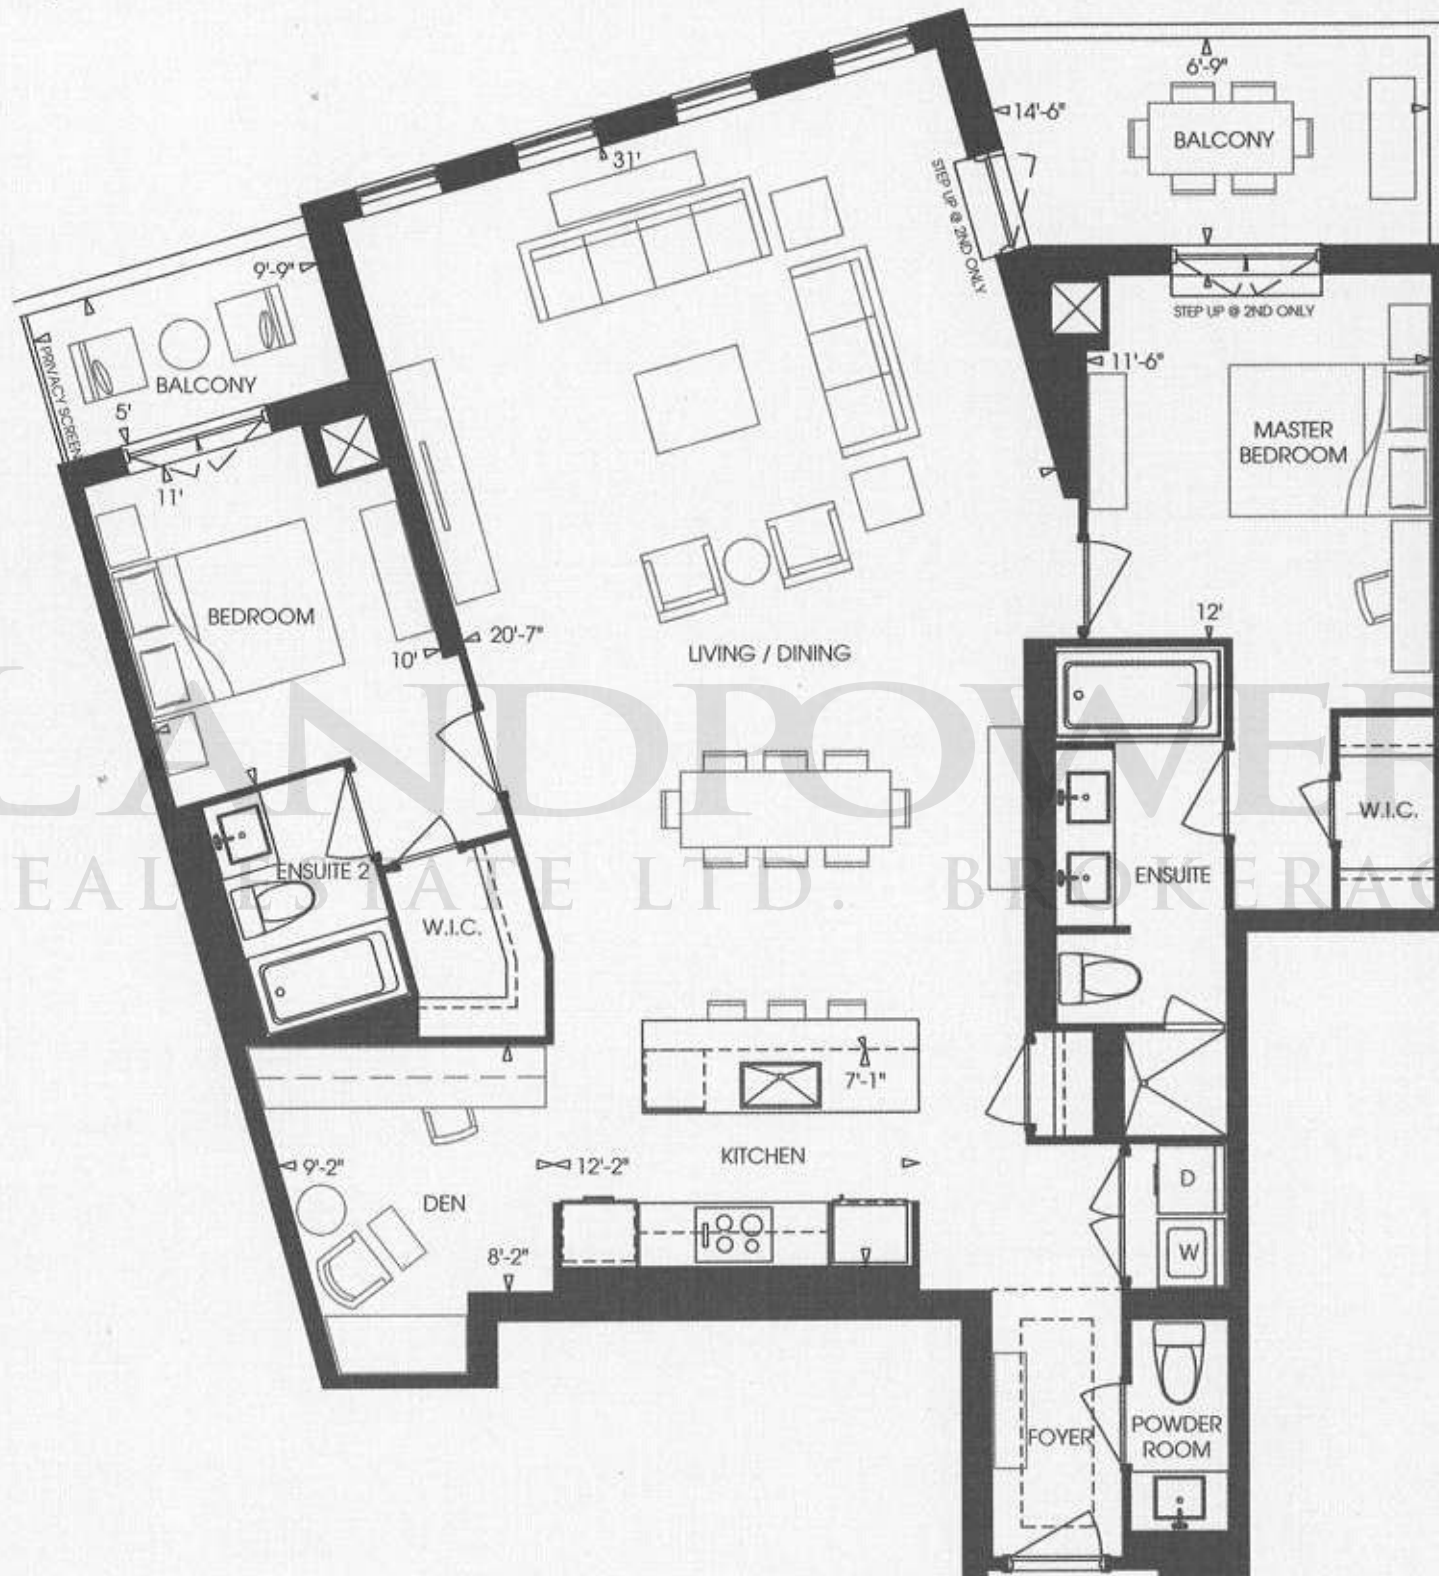 6'-9"
14'-6"
BALCONY
31'
STEP UP @ 2ND ONLY
9'-9"
STEP UP @ 2ND ONLY
PRIVACY SCREEN
BALCONY
11'-6"
5'
MASTER
BEDROOM
11'
BEDROOM
12'
20'-7"
10'
LIVING / DINING
LANDPOWER
W.I.C.
ENSUITE 2
ENSUITE
REAL ESTATE LTD. BROKERAG
W.I.C.
7'-1"
KITCHEN
9'-2"
12'-2"
D
DEN
8'-2"
W
FOYER
POWDER
ROOM